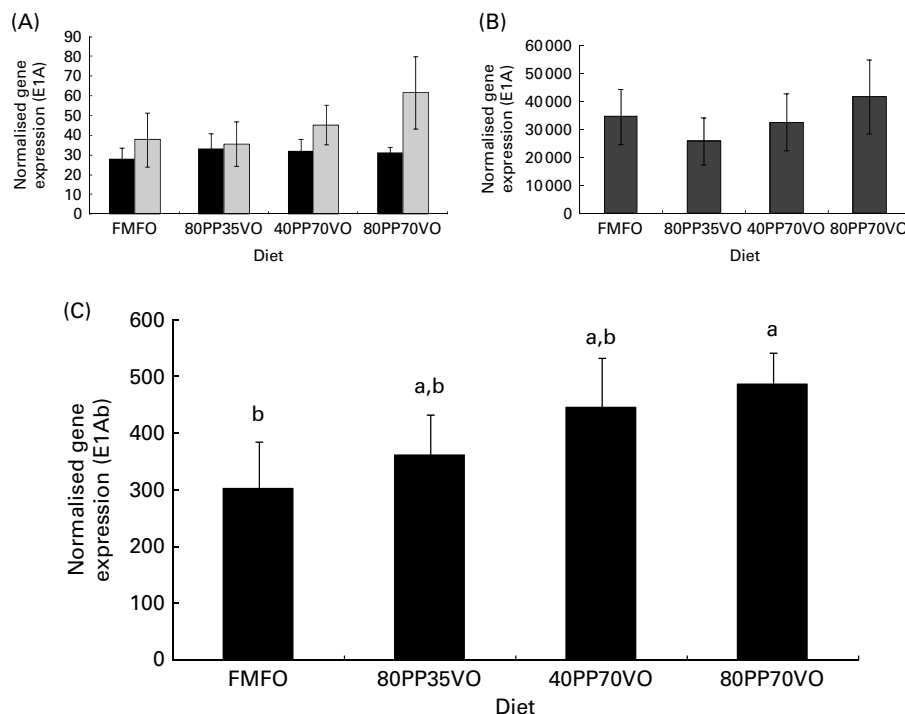 (A)
Normalised gene
expression (E1A)
90
80
70
60
50
40
30
20
10
0
FMFO 80PP35VO 40PP70VO 80PP70VO
Diet
(B)
Normalised gene
expression (E1A)
60 000
50 000
40 000
30 000
20 000
10 000
0
FMFO 80PP35VO 40PP70VO 80PP70VO
Diet
(C)
Normalised gene
expression (E1Ab)
600
500
400
300
200
100
0
b
a,b
a,b
a
FMFO 80PP35VO 40PP70VO 80PP70VO
Diet